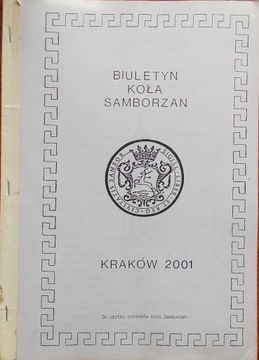 BIULETYN
KOŁA
SAMBORZAN
KRAKÓW 2001
Do użytku członków Koła Samborzan